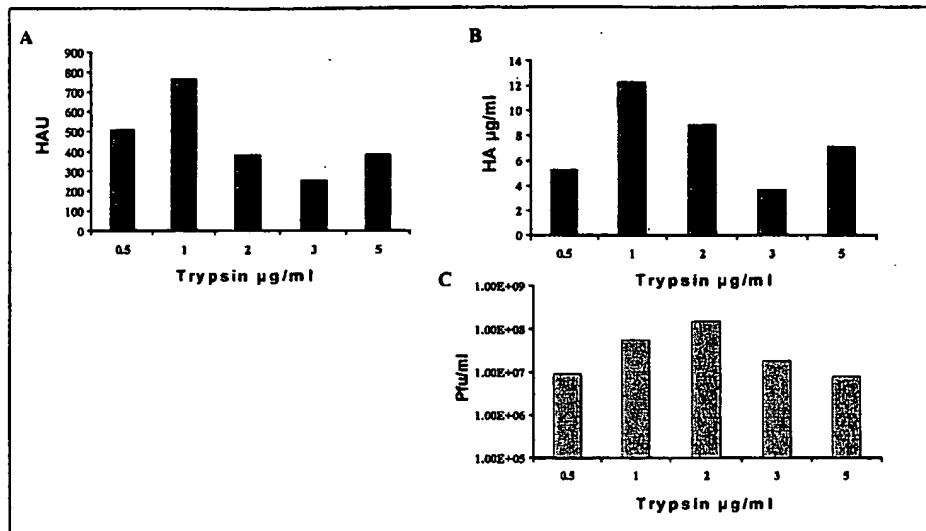 A
900
800
700
600
500
400
300
200
100
0
HAU
0.5 1 2 3 5
Trypsin µg/ml
B
14
12
10
8
6
4
2
0
HA µg/ml
0.5 1 2 3 5
Trypsin µg/ml
C
1.00E+09
1.00E+08
1.00E+07
1.00E+06
1.00E+05
Pfu/ml
0.5 1 2 3 5
Trypsin µg/ml